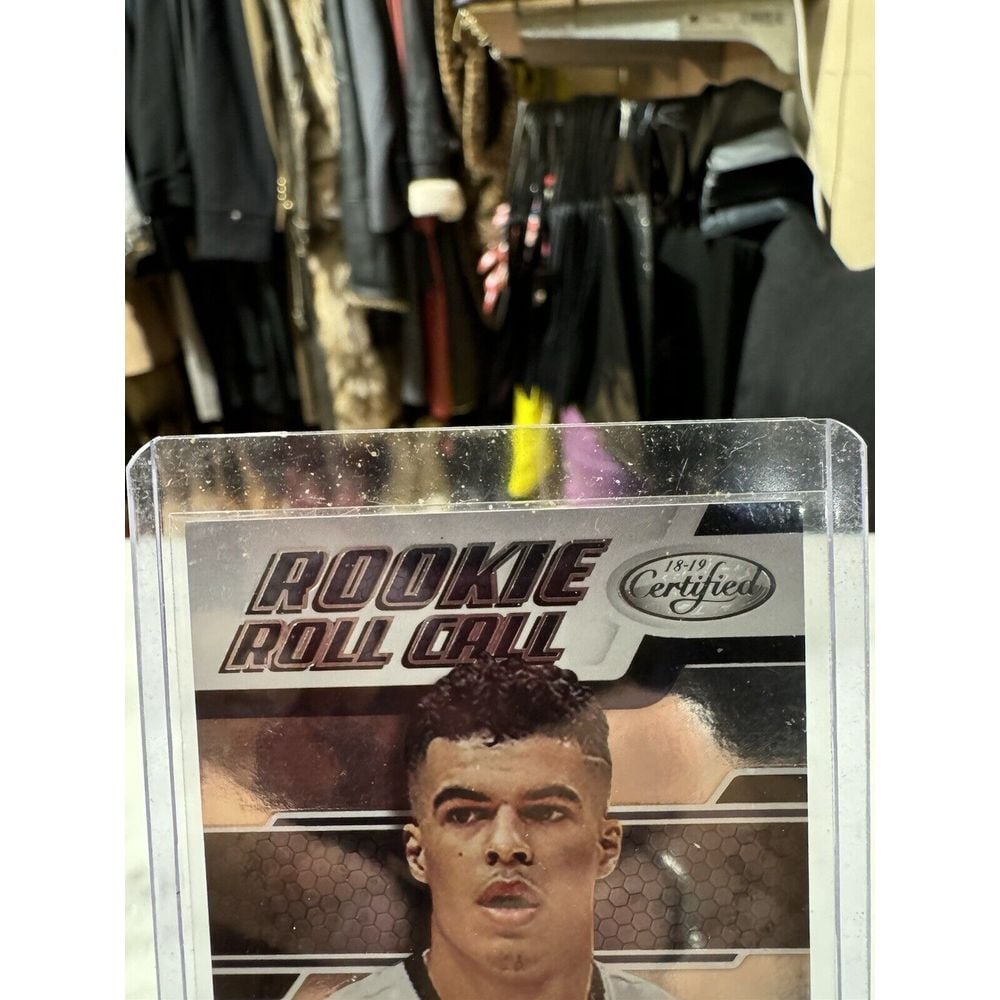 ROOKIE
ROLL CALL
18-19
Certified